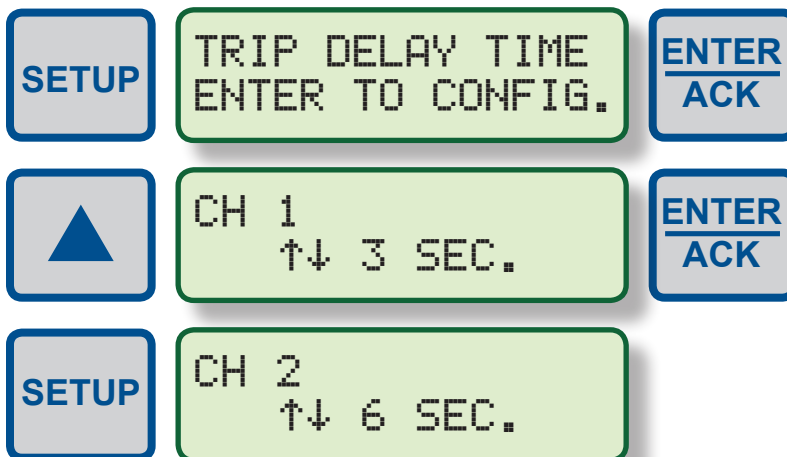 SETUP
TRIP DELAY TIME
ENTER TO CONFIG.
ENTER
ACK
CH 1
↑↓ 3 SEC.
ENTER
ACK
SETUP
CH 2
↑↓ 6 SEC.